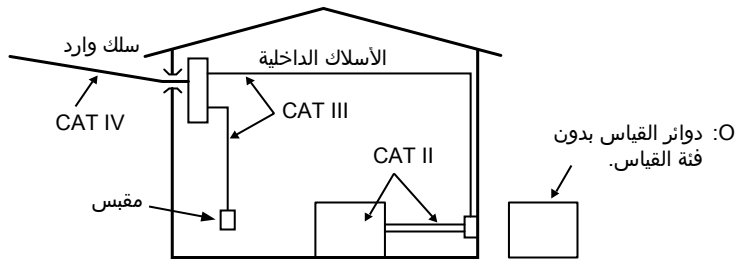 سلك وارد
الأسلاك الداخلية
CAT IV
CAT III
CAT II
O: دوائر القياس بدون
فئة القياس.
مقبس